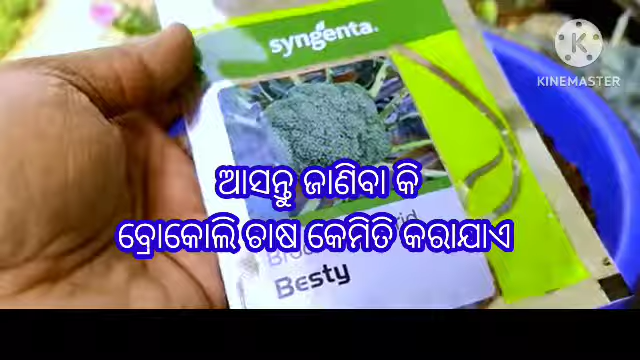 syngenta.
KINEMASTER
ଆସନ୍ତୁ ଜାଣିବା କି
ବ୍ରୋକୋଲି ଚାଷ କେମିତି କରାଯାଏ
Besty